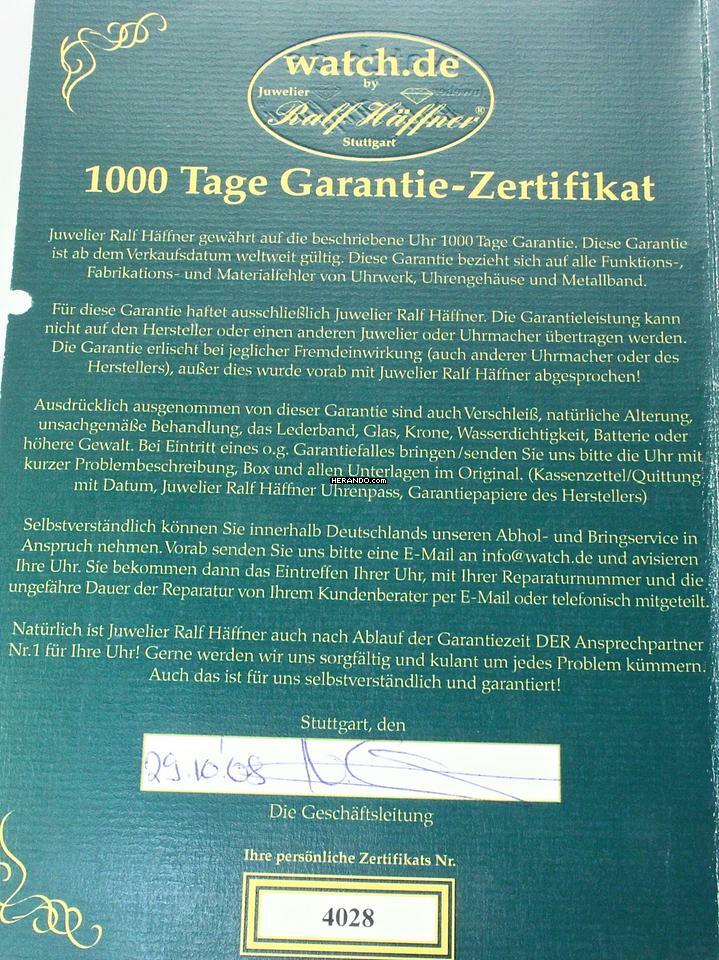 watch.de
by
Juwelier
Ralf Häffner®
Stuttgart
1000 Tage Garantie-Zertifikat
Juwelier Ralf Häffner gewährt auf die beschriebene Uhr 1000 Tage Garantie. Diese Garantie
ist ab dem Verkaufsdatum weltweit gültig. Diese Garantie bezieht sich auf alle Funktions-,
Fabrikations- und Materialfehler von Uhrwerk, Uhrengehäuse und Metallband.
Für diese Garantie haftet ausschließlich Juwelier Ralf Häffner. Die Garantieleistung kann
nicht auf den Hersteller oder einen anderen Juwelier oder Uhrmacher übertragen werden.
Die Garantie erlischt bei jeglicher Fremdeinwirkung (auch anderer Uhrmacher oder des
Herstellers), außer dies wurde vorab mit Juwelier Ralf Häffner abgesprochen!
Ausdrücklich ausgenommen von dieser Garantie sind auch Verschleiß, natürliche Alterung,
unsachgemäße Behandlung, das Lederband, Glas, Krone, Wasserdichtigkeit, Batterie oder
höhere Gewalt. Bei Eintritt eines o.g. Garantiefalles bringen/senden Sie uns bitte die Uhr mit
kurzer Problembeschreibung, Box und allen Unterlagen im Original. (Kassenzettel/Quittung
HERANDO.com
mit Datum, Juwelier Ralf Häffner Uhrenpass, Garantiepapiere des Herstellers)
Selbstverständlich können Sie innerhalb Deutschlands unseren Abhol- und Bringservice in
Anspruch nehmen. Vorab senden Sie uns bitte eine E-Mail an info@watch.de und avisieren
Ihre Uhr. Sie bekommen dann das Eintreffen Ihrer Uhr, mit Ihrer Reparaturnummer und die
ungefähre Dauer der Reparatur von Ihrem Kundenberater per E-Mail oder telefonisch mitgeteilt.
Natürlich ist Juwelier Ralf Häffner auch nach Ablauf der Garantiezeit DER Ansprechpartner
Nr.1 für Ihre Uhr! Gerne werden wir uns sorgfältig und kulant um jedes Problem kümmern.
Auch das ist für uns selbstverständlich und garantiert!
Stuttgart, den
29.10.'08
Die Geschäftsleitung
Ihre persönliche Zertifikats Nr.
4028